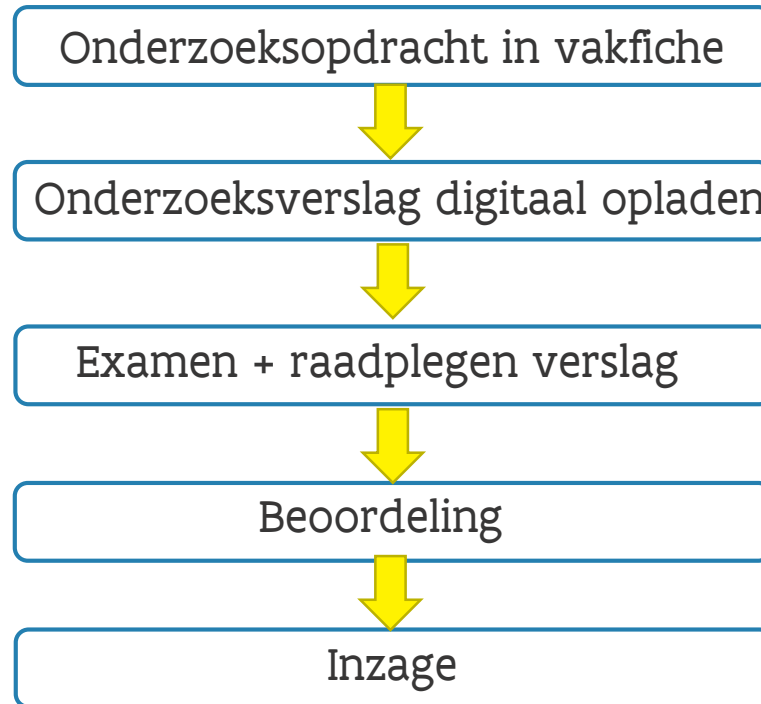 Onderzoeksopdracht in vakfiche
Onderzoeksverslag digitaal opladen
Examen + raadplegen verslag
Beoordeling
Inzage